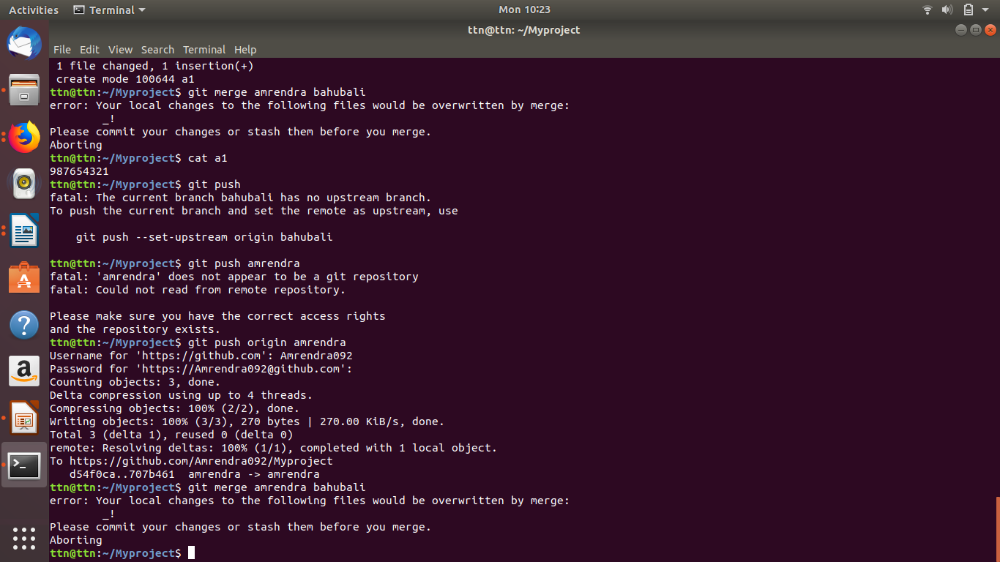 Activities
Terminal
Mon 10:23
ttn@ttn: ~/Myproject
File Edit View Search Terminal Help
 1 file changed, 1 insertion(+)
 create mode 100644 a1
ttn@ttn:~/Myproject$ git merge amrendra bahubali
error: Your local changes to the following files would be overwritten by merge:
        _!
Please commit your changes or stash them before you merge.
Aborting
ttn@ttn:~/Myproject$ cat a1
987654321
ttn@ttn:~/Myproject$ git push
fatal: The current branch bahubali has no upstream branch.
To push the current branch and set the remote as upstream, use
    git push --set-upstream origin bahubali
ttn@ttn:~/Myproject$ git push amrendra
fatal: 'amrendra' does not appear to be a git repository
fatal: Could not read from remote repository.
Please make sure you have the correct access rights
and the repository exists.
ttn@ttn:~/Myproject$ git push origin amrendra
Username for 'https://github.com': Amrendra092
Password for 'https://Amrendra092@github.com':
Counting objects: 3, done.
Delta compression using up to 4 threads.
Compressing objects: 100% (2/2), done.
Writing objects: 100% (3/3), 270 bytes | 270.00 KiB/s, done.
Total 3 (delta 1), reused 0 (delta 0)
remote: Resolving deltas: 100% (1/1), completed with 1 local object.
To https://github.com/Amrendra092/Myproject
   d54f0ca..707b461  amrendra -> amrendra
ttn@ttn:~/Myproject$ git merge amrendra bahubali
error: Your local changes to the following files would be overwritten by merge:
        _!
Please commit your changes or stash them before you merge.
Aborting
ttn@ttn:~/Myproject$